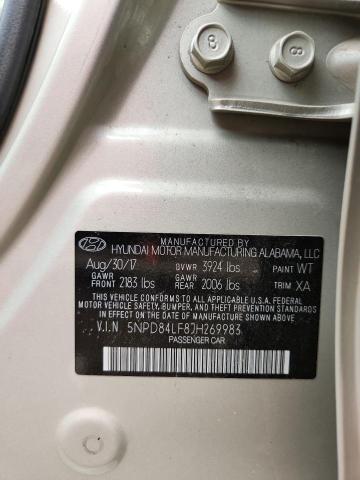 8
8
MANUFACTURED BY
HYUNDAI MOTOR MANUFACTURING ALABAMA, LLC
Aug/30/17 GVWR 3924 lbs PAINT WT
GAWR FRONT 2183 lbs GAWR REAR 2006 lbs TRIM XA
THIS VEHICLE CONFORMS TO ALL APPLICABLE U.S.A. FEDERAL
MOTOR VEHICLE SAFETY, BUMPER AND THEFT PREVENTION STANDARDS
IN EFFECT ON THE DATE OF MANUFACTURE SHOWN ABOVE
V.I.N 5NPD84LF8JH269983
PASSENGER CAR